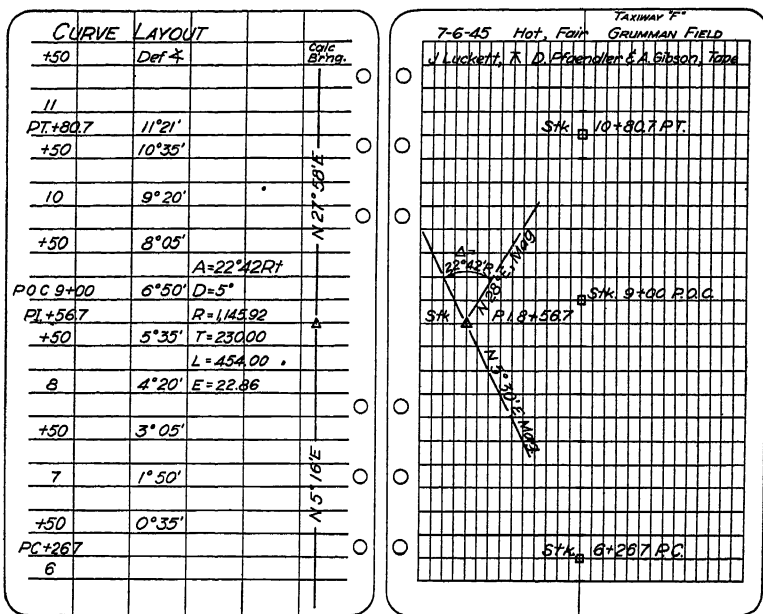 CURVE LAYOUT
+50 Def ∡ Calc Brng.
11
PT.+80.7 11°21'
+50 10°35'
10 9°20'
+50 8°05'
A=22°42Rt
P.O.C 9+00 6°50' D=5°
PI.+56.7 R=1,145.92
+50 5°35' T=230.00
L=454.00
8 4°20' E=22.86
+50 3°05'
7 1°50'
+50 0°35'
PC+26.7
6
N 27°58'E
N 5°16'E
TAXIWAY "F"
7-6-45 Hot, Fair GRUMMAN FIELD
J Luckett, ⊼ D. Pfaendler & A. Gibson, Tape
Stk 10+80.7 PT.
Δ=
22°42'R
N 28°E, Mag
Stk. 9+00 P.O.C.
Stk P.I. 8+56.7
N 5°30'E Mag.
Stk. 6+26.7 P.C.